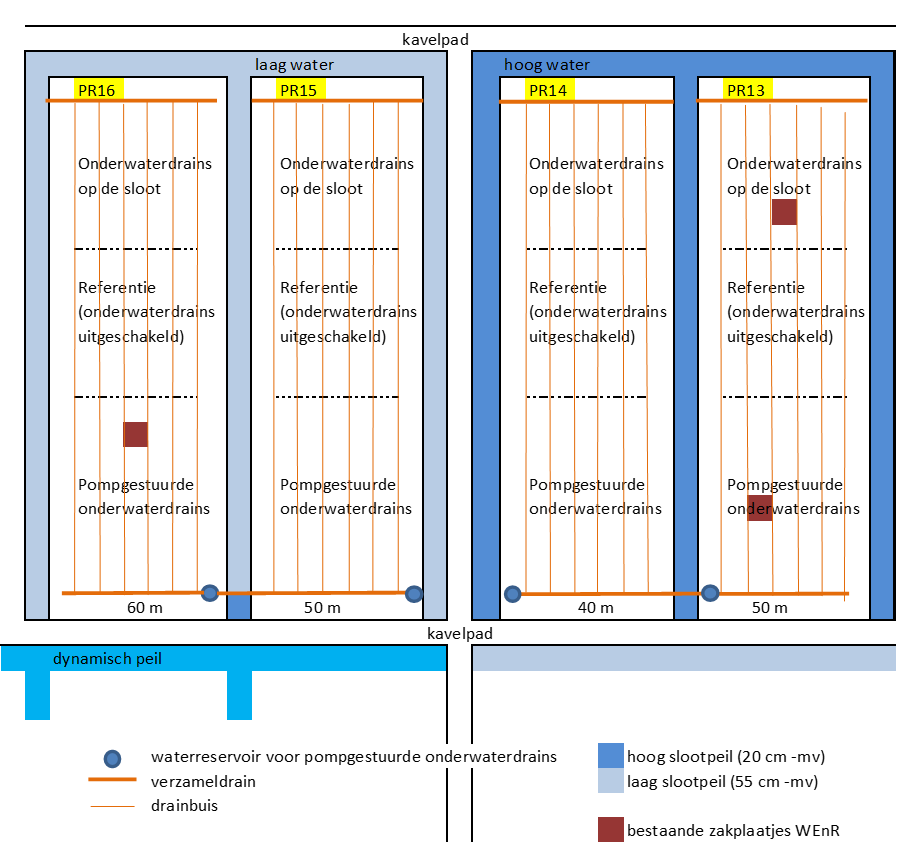 kavelpad
laag water
hoog water
PR16
PR15
PR14
PR13
Onderwaterdrains
op de sloot
Onderwaterdrains
op de sloot
Onderwaterdrains
op de sloot
Onderwaterdrains
op de sloot
Referentie
(onderwaterdrains
uitgeschakeld)
Referentie
(onderwaterdrains
uitgeschakeld)
Referentie
(onderwaterdrains
uitgeschakeld)
Referentie
(onderwaterdrains
uitgeschakeld)
Pompgestuurde
onderwaterdrains
Pompgestuurde
onderwaterdrains
Pompgestuurde
onderwaterdrains
Pompgestuurde
onderwaterdrains
60 m
50 m
40 m
50 m
kavelpad
dynamisch peil
waterreservoir voor pompgestuurde onderwaterdrains
verzameldrain
drainbuis
hoog slootpeil (20 cm -mv)
laag slootpeil (55 cm -mv)
bestaande zakplaatjes WEnR